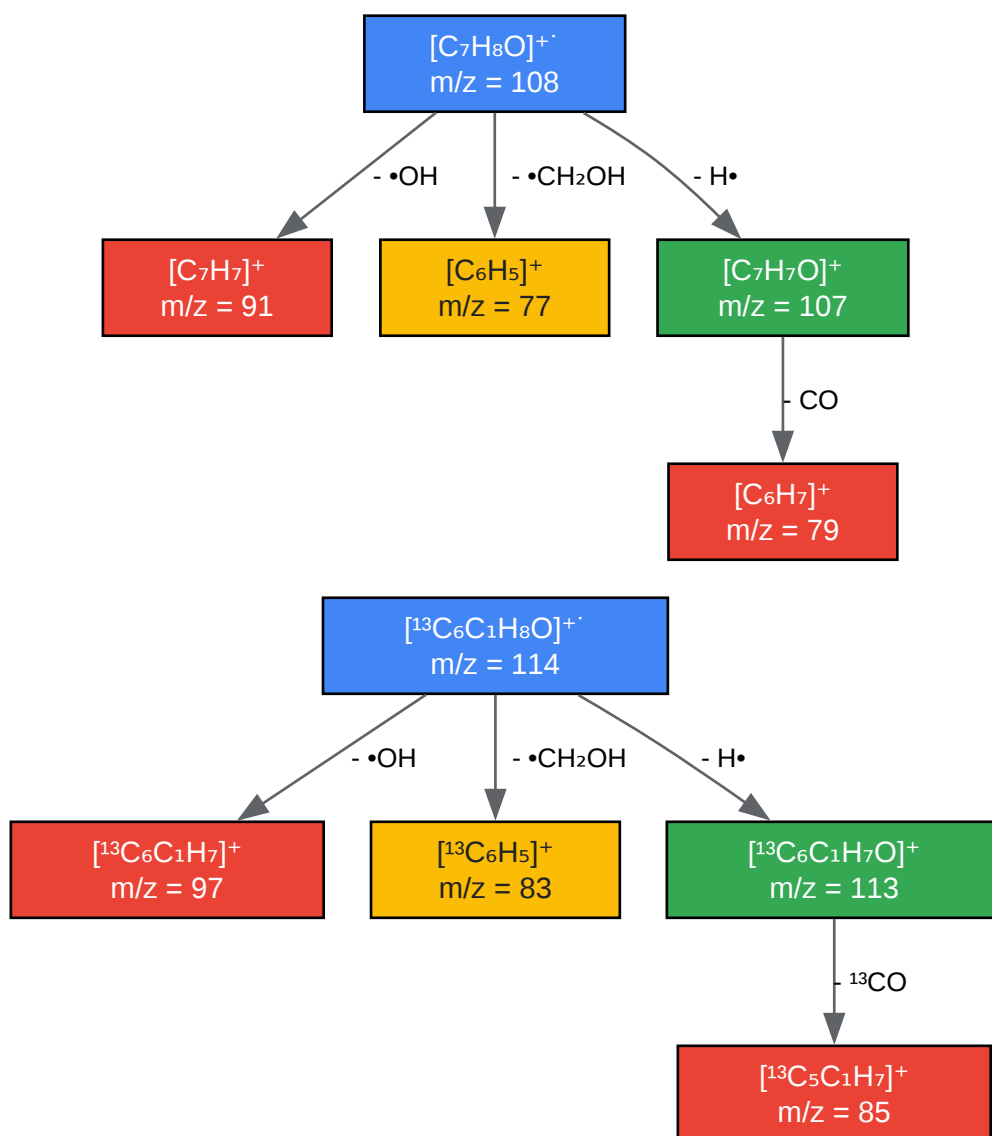 [C₇H₈O]⁺˙
m/z = 108
- •OH
- •CH₂OH
- H•
[C₇H₇]⁺
m/z = 91
[C₆H₅]⁺
m/z = 77
[C₇H₇O]⁺
m/z = 107
- CO
[C₆H₇]⁺
m/z = 79
[¹³C₆C₁H₈O]⁺˙
m/z = 114
- •OH
- •CH₂OH
- H•
[¹³C₆C₁H₇]⁺
m/z = 97
[¹³C₆H₅]⁺
m/z = 83
[¹³C₆C₁H₇O]⁺
m/z = 113
- ¹³CO
[¹³C₅C₁H₇]⁺
m/z = 85